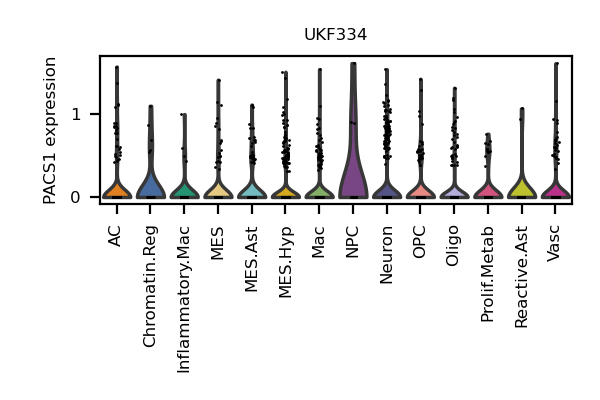 UKF334
PACS1 expression
1
0
AC
Chromatin.Reg
Inflammatory.Mac
MES
MES.Ast
MES.Hyp
Mac
NPC
Neuron
OPC
Oligo
Prolif.Metab
Reactive.Ast
Vasc